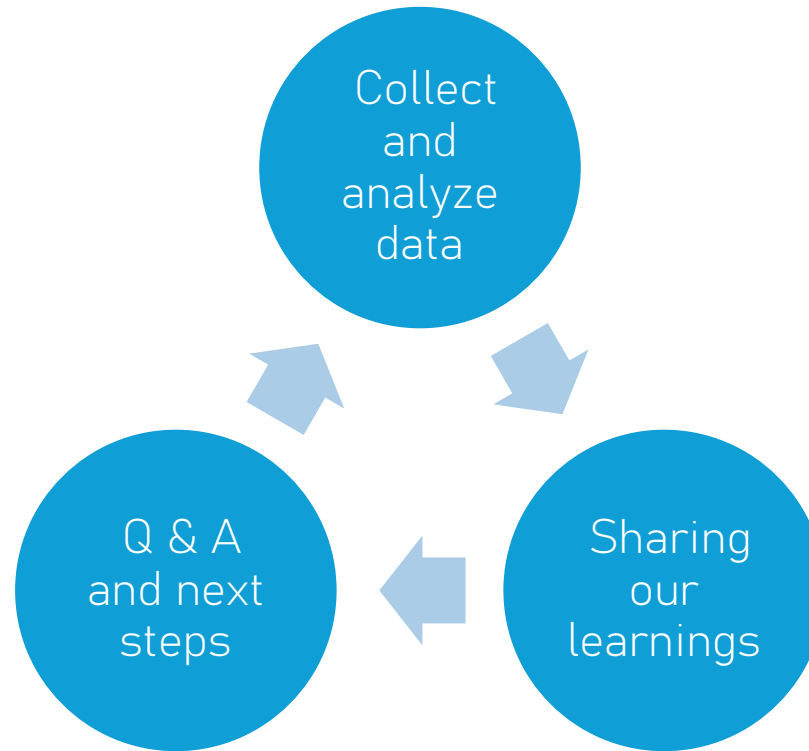 Collect
and
analyze
data
Sharing
our
learnings
Q & A
and next
steps